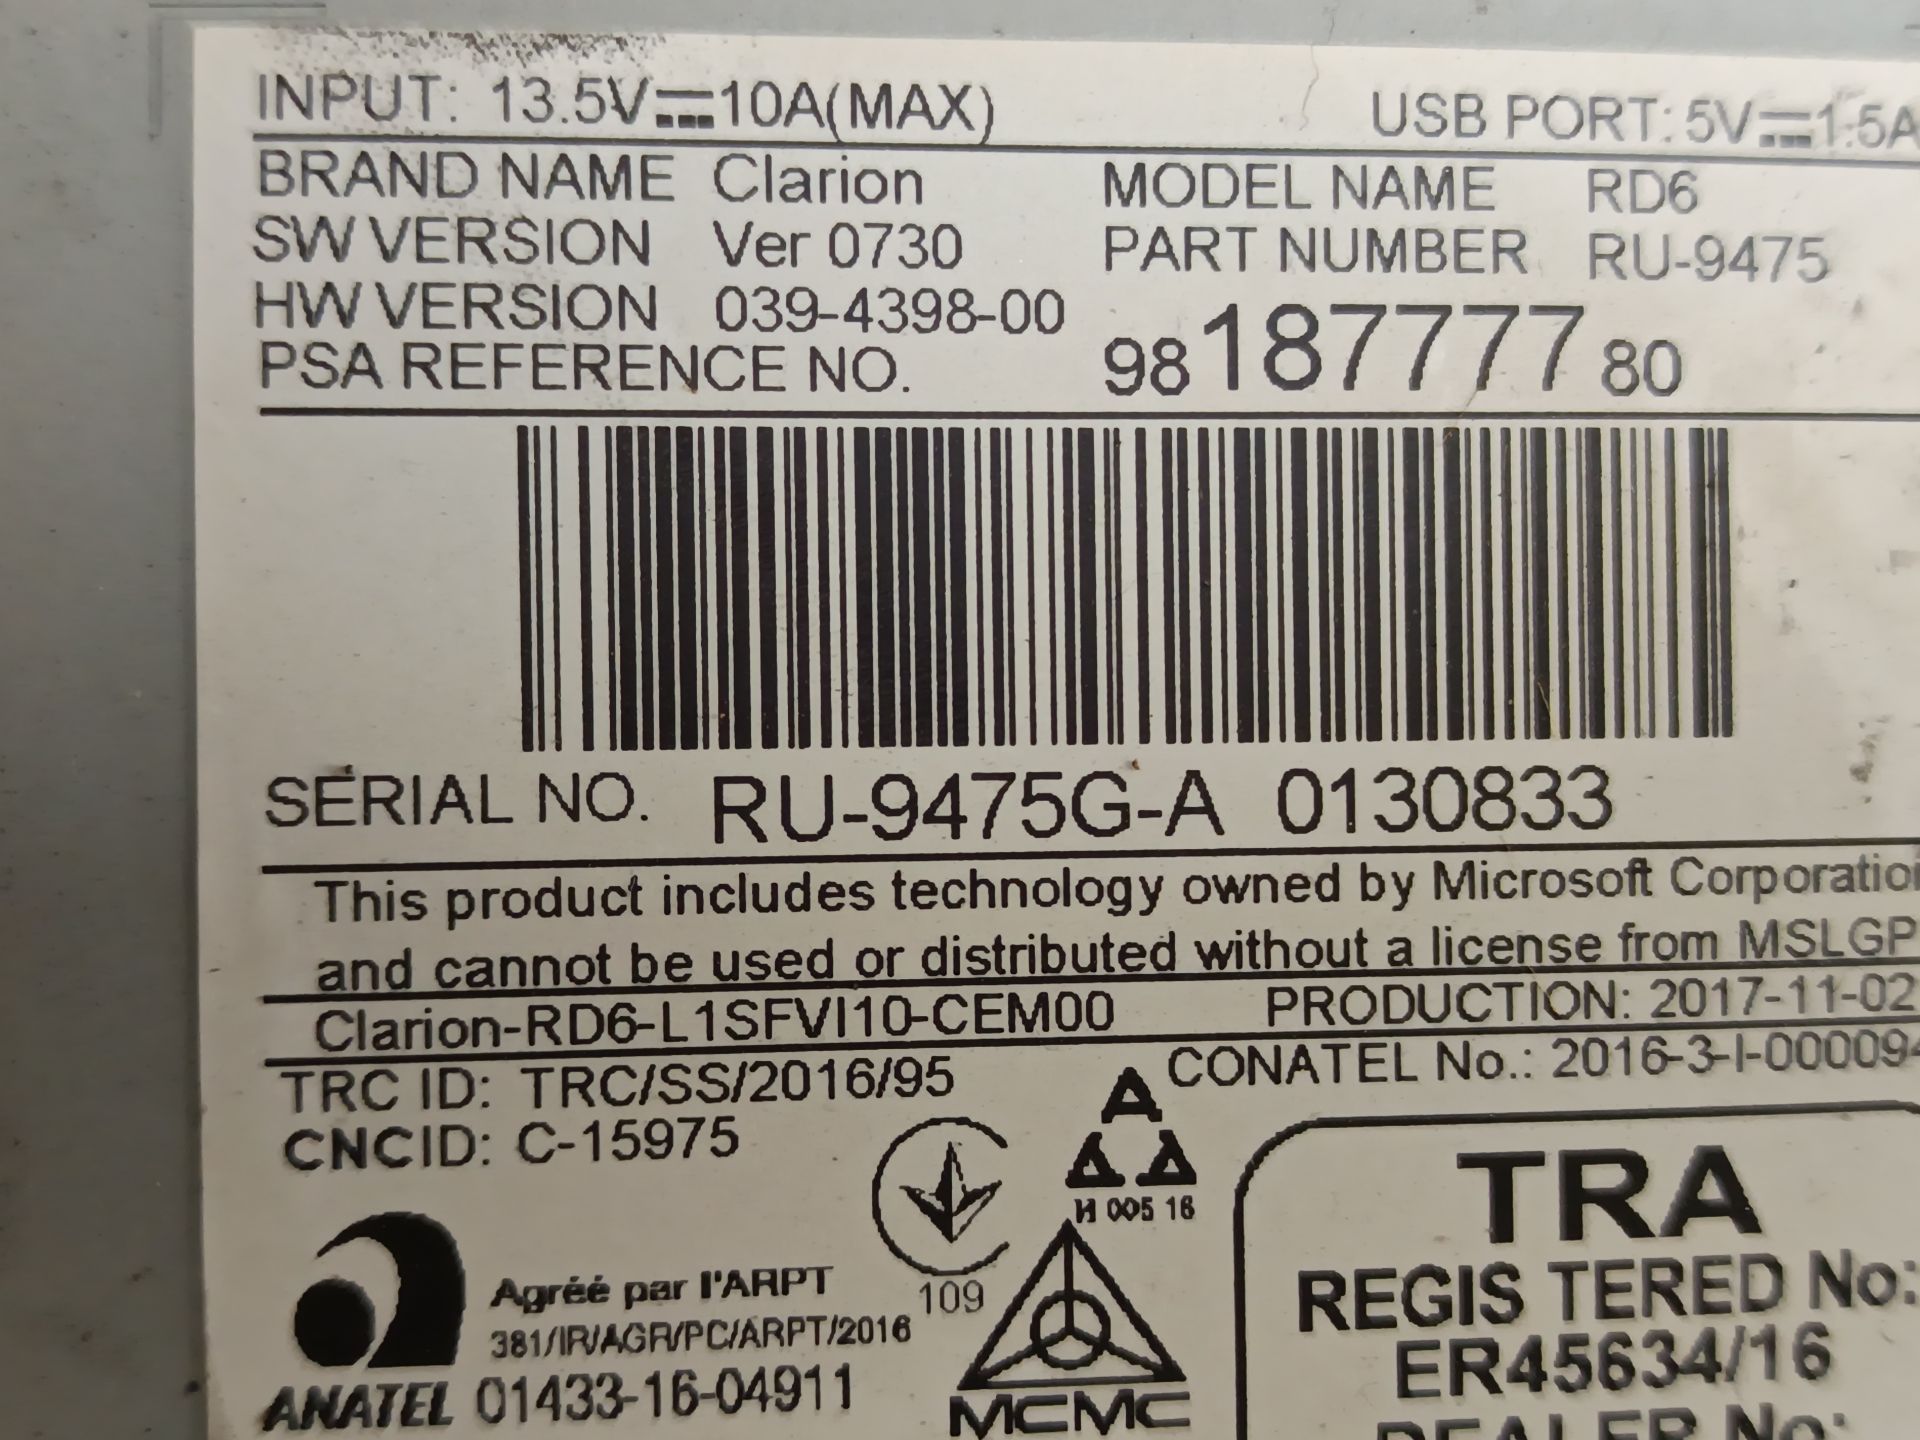 INPUT: 13.5V⎓10A(MAX) USB PORT: 5V⎓1.5A
BRAND NAME Clarion MODEL NAME RD6
SW VERSION Ver 0730 PART NUMBER RU-9475
HW VERSION 039-4398-00
PSA REFERENCE NO. 98 187777 80
SERIAL NO. RU-9475G-A 0130833
This product includes technology owned by Microsoft Corporation
and cannot be used or distributed without a license from MSLGP
Clarion-RD6-L1SFVI10-CEM00 PRODUCTION: 2017-11-02
TRC ID: TRC/SS/2016/95 CONATEL No.: 2016-3-I-000094
CNCID: C-15975
H 005 16
109
Agréé par l'ARPT
381/IR/AGR/PC/ARPT/2016
ANATEL 01433-16-04911
MCMC
TRA
REGIS TERED No:
ER45634/16
DEALER No: